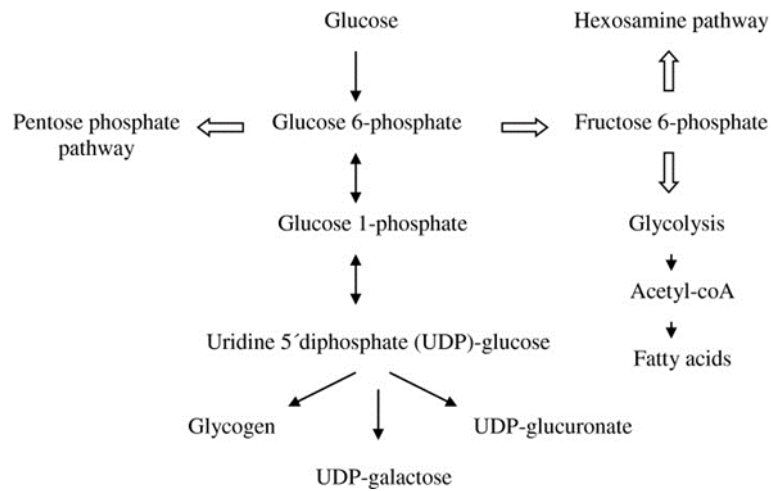 Glucose
Hexosamine pathway
Pentose phosphate
pathway
Glucose 6-phosphate
Fructose 6-phosphate
Glucose 1-phosphate
Glycolysis
Acetyl-coA
Uridine 5´diphosphate (UDP)-glucose
Fatty acids
Glycogen
UDP-glucuronate
UDP-galactose